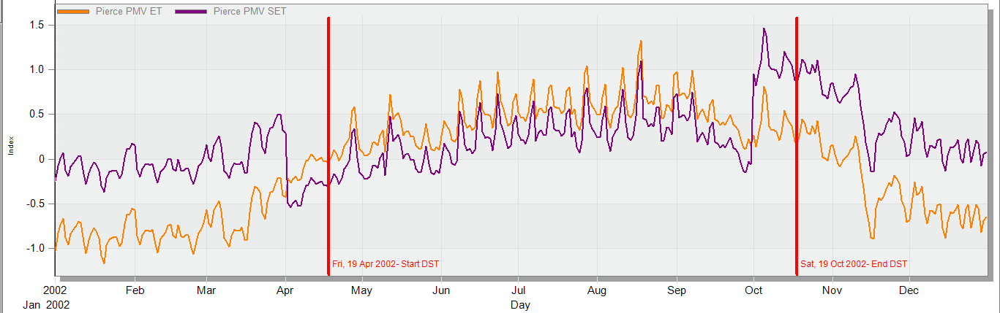 Pierce PMV ET Pierce PMV SET
1.5
1.0
0.5
0
-0.5
-1.0
Index
Fri, 19 Apr 2002- Start DST Sat, 19 Oct 2002- End DST
2002 Feb Mar Apr May Jun Jul Aug Sep Oct Nov Dec
Jan 2002 Day